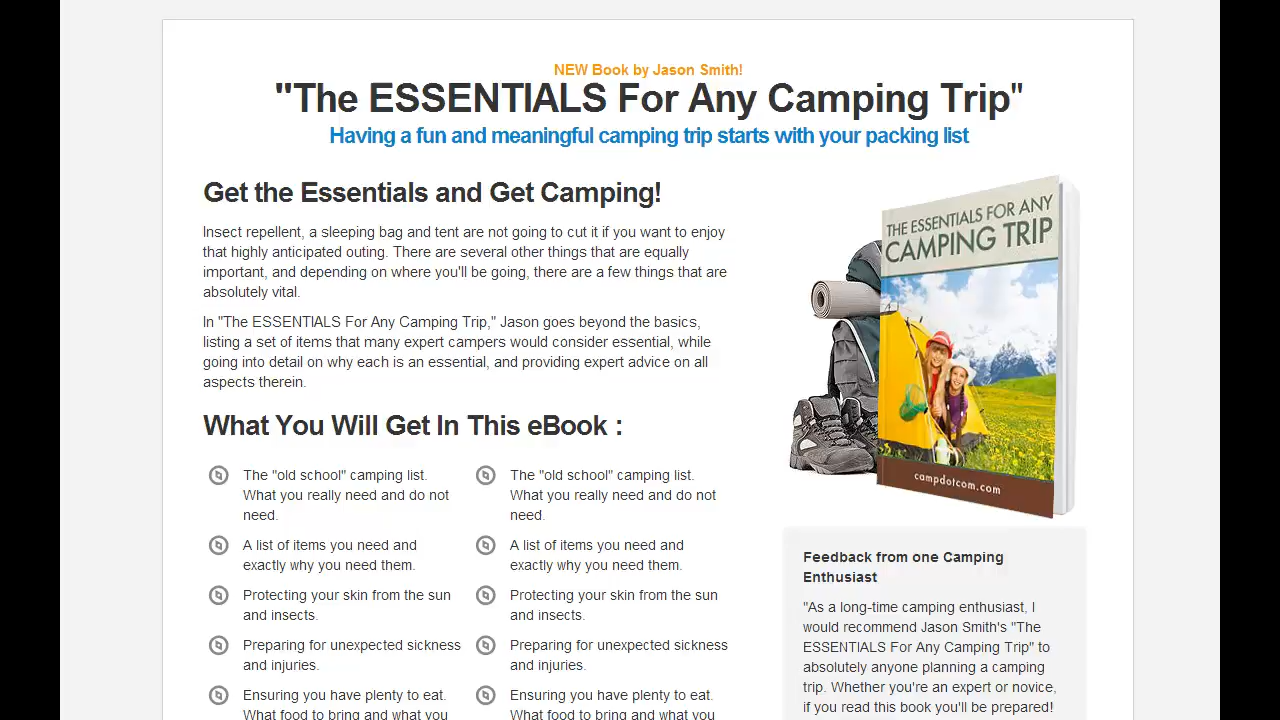 NEW Book by Jason Smith!
"The ESSENTIALS For Any Camping Trip"
Having a fun and meaningful camping trip starts with your packing list
Get the Essentials and Get Camping!
Insect repellent, a sleeping bag and tent are not going to cut it if you want to enjoy
that highly anticipated outing. There are several other things that are equally
important, and depending on where you'll be going, there are a few things that are
absolutely vital.
In "The ESSENTIALS For Any Camping Trip," Jason goes beyond the basics,
listing a set of items that many expert campers would consider essential, while
going into detail on why each is an essential, and providing expert advice on all
aspects therein.
What You Will Get In This eBook :
The "old school" camping list.
What you really need and do not
need.
A list of items you need and
exactly why you need them.
Protecting your skin from the sun
and insects.
Preparing for unexpected sickness
and injuries.
Ensuring you have plenty to eat.
What food to bring and what you
The "old school" camping list.
What you really need and do not
need.
A list of items you need and
exactly why you need them.
Protecting your skin from the sun
and insects.
Preparing for unexpected sickness
and injuries.
Ensuring you have plenty to eat.
What food to bring and what you
THE ESSENTIALS FOR ANY
CAMPING TRIP
campdotcom.com
Feedback from one Camping
Enthusiast
"As a long-time camping enthusiast, I
would recommend Jason Smith's "The
ESSENTIALS For Any Camping Trip" to
absolutely anyone planning a camping
trip. Whether you're an expert or novice,
if you read this book you'll be prepared!